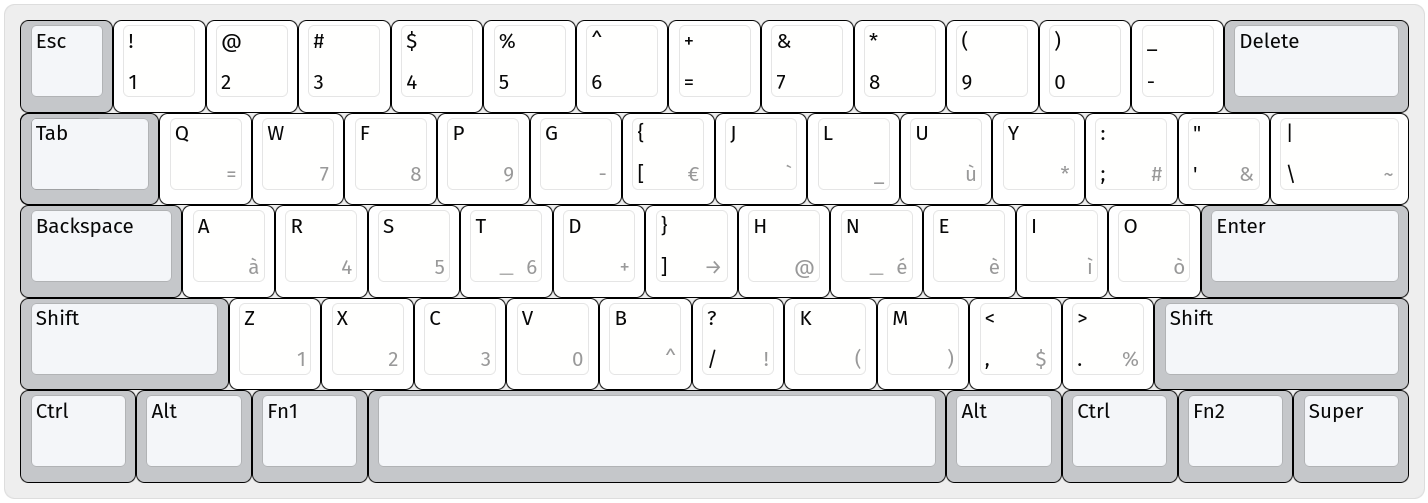 Esc ! @ # $ % ^ + & * ( ) _ Delete
1 2 3 4 5 6 = 7 8 9 0 -
Tab Q W F P G { J L U Y : " |
= 7 8 9 - [ € ` _ ù * ; # ' & \ ~
Backspace A R S T D } H N E I O Enter
à 4 5 _ 6 + ] → @ _ é è ì ò
Shift Z X C V B ? K M < > Shift
1 2 3 0 ^ / ! ( ) , $ . %
Ctrl Alt Fn1 Alt Ctrl Fn2 Super